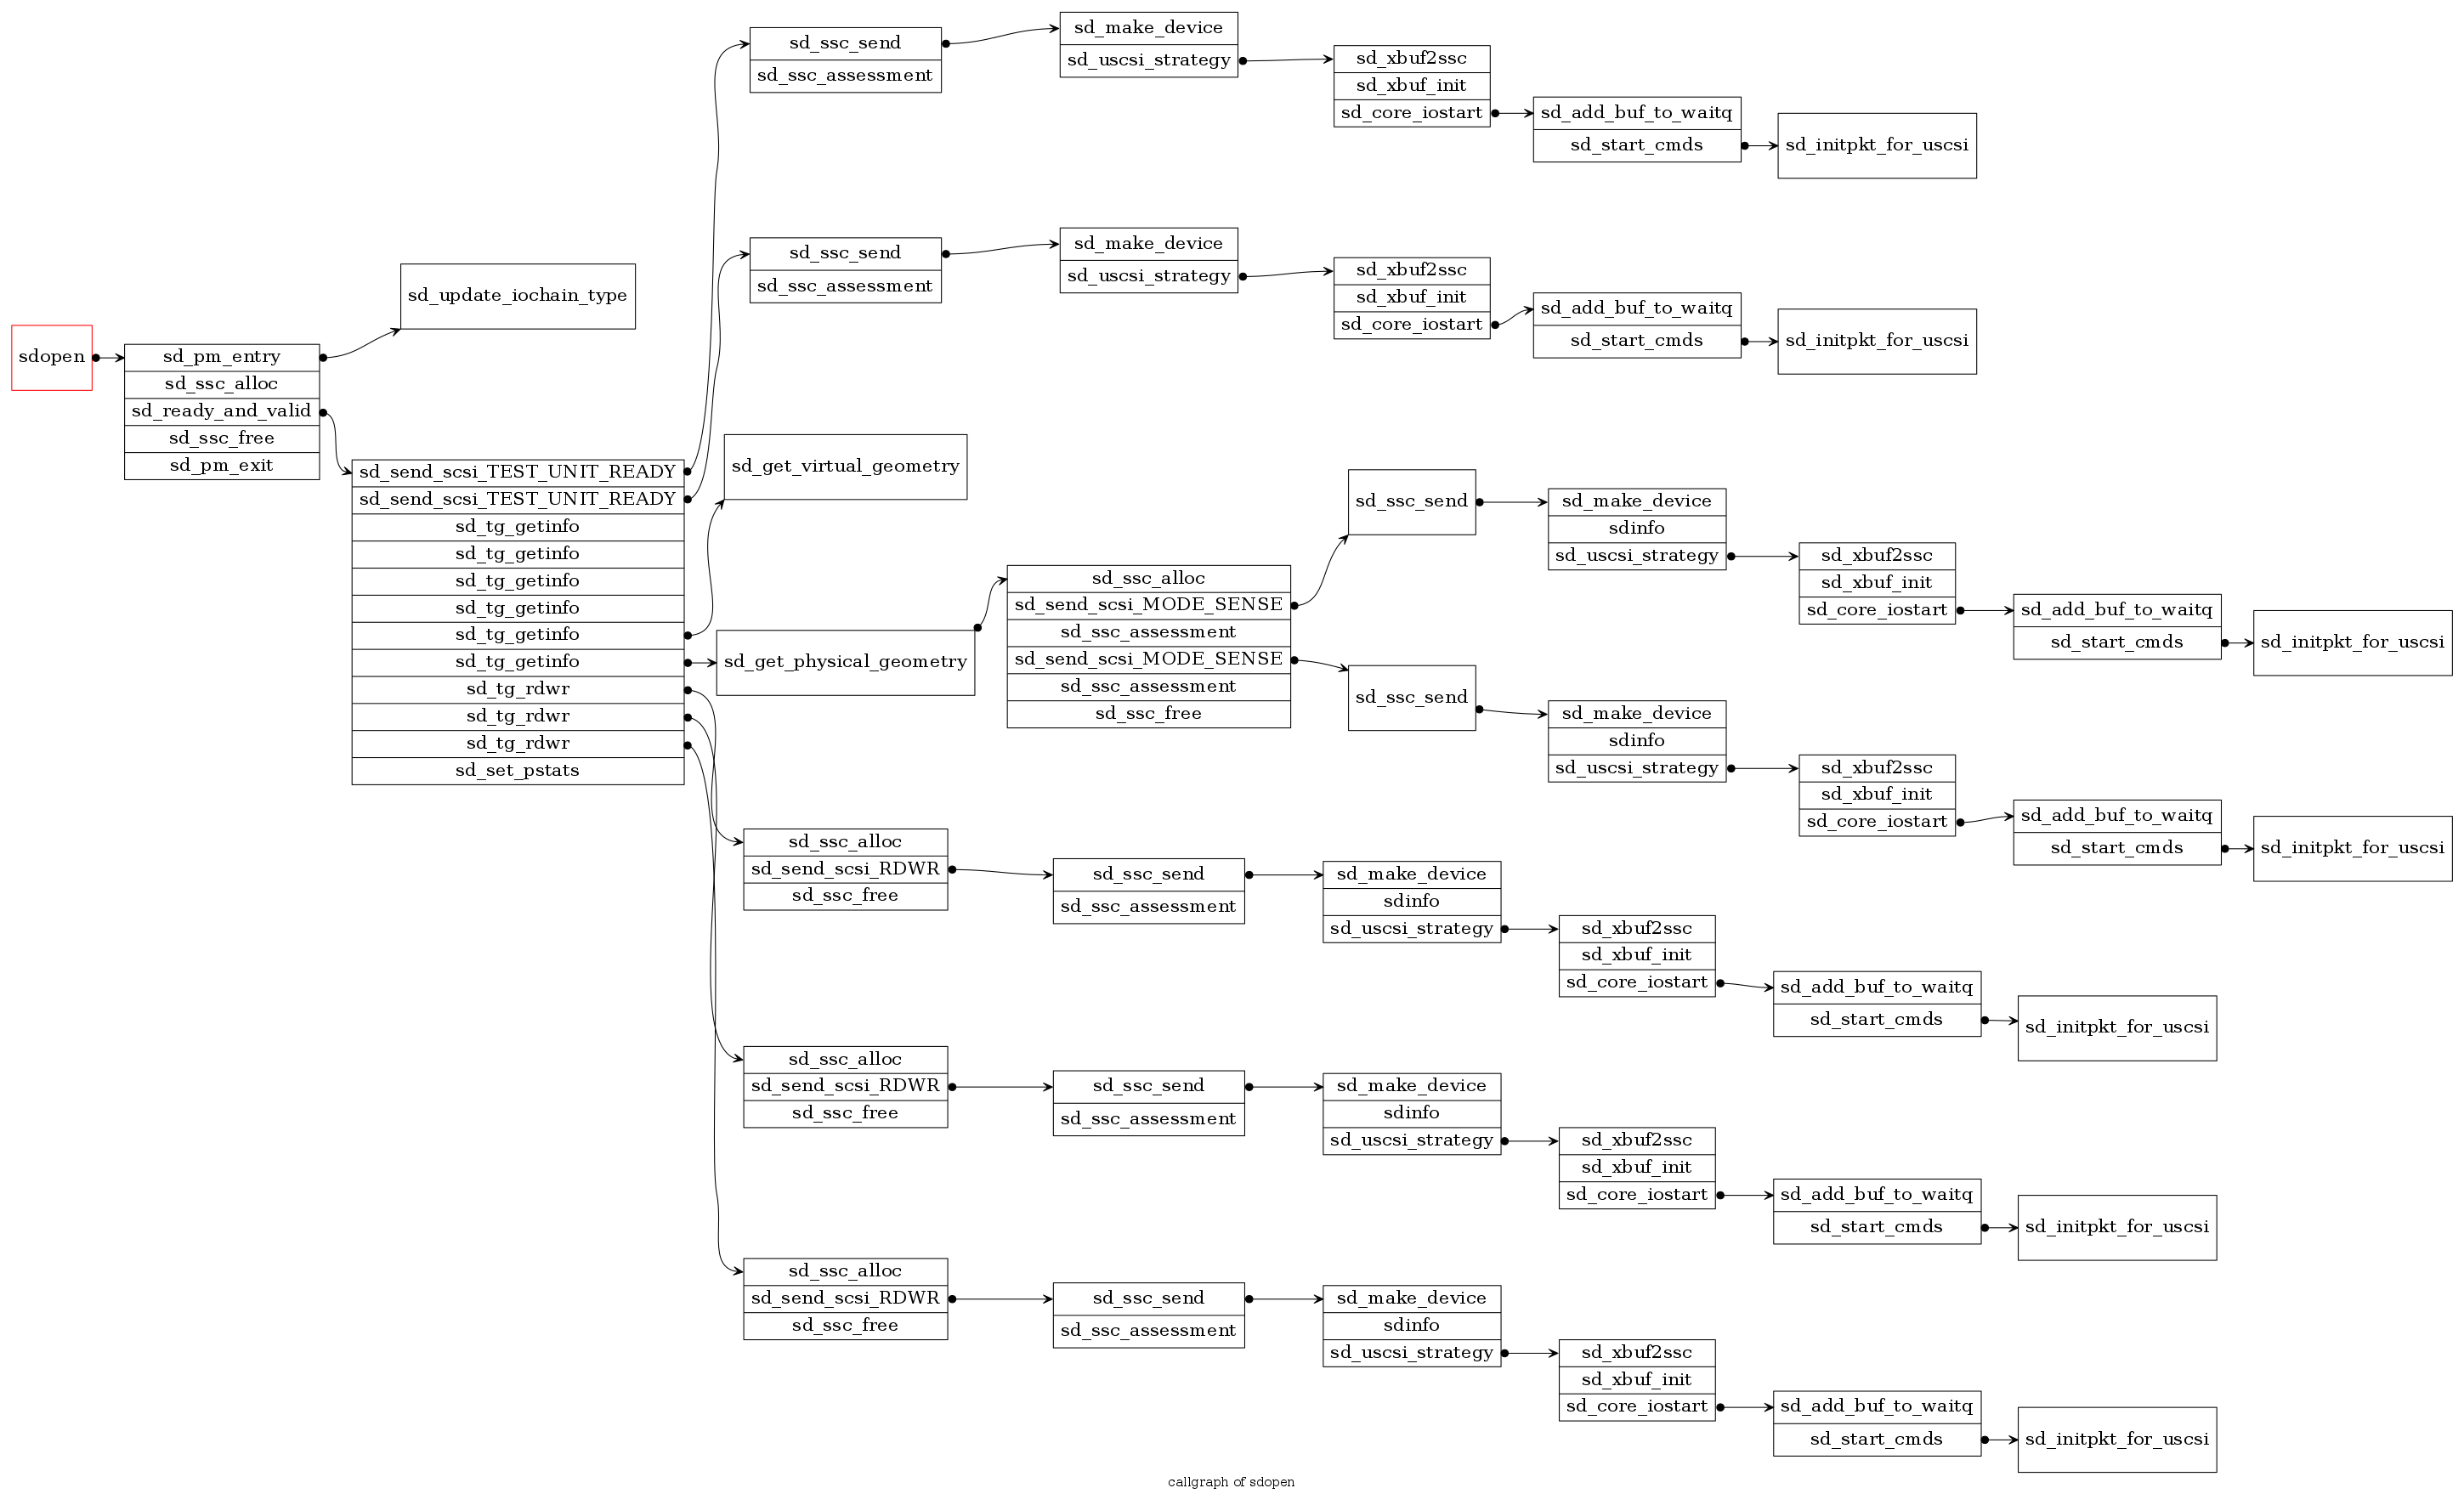 sdopen
sd_pm_entry
sd_ssc_alloc
sd_ready_and_valid
sd_ssc_free
sd_pm_exit
sd_update_iochain_type
sd_send_scsi_TEST_UNIT_READY
sd_send_scsi_TEST_UNIT_READY
sd_tg_getinfo
sd_tg_getinfo
sd_tg_getinfo
sd_tg_getinfo
sd_tg_getinfo
sd_tg_getinfo
sd_tg_rdwr
sd_tg_rdwr
sd_tg_rdwr
sd_set_pstats
sd_ssc_send
sd_ssc_assessment
sd_make_device
sd_uscsi_strategy
sd_xbuf2ssc
sd_xbuf_init
sd_core_iostart
sd_add_buf_to_waitq
sd_start_cmds
sd_initpkt_for_uscsi
sd_ssc_send
sd_ssc_assessment
sd_make_device
sd_uscsi_strategy
sd_xbuf2ssc
sd_xbuf_init
sd_core_iostart
sd_add_buf_to_waitq
sd_start_cmds
sd_initpkt_for_uscsi
sd_get_virtual_geometry
sd_get_physical_geometry
sd_ssc_alloc
sd_send_scsi_MODE_SENSE
sd_ssc_assessment
sd_send_scsi_MODE_SENSE
sd_ssc_assessment
sd_ssc_free
sd_ssc_send
sd_make_device
sdinfo
sd_uscsi_strategy
sd_xbuf2ssc
sd_xbuf_init
sd_core_iostart
sd_add_buf_to_waitq
sd_start_cmds
sd_initpkt_for_uscsi
sd_ssc_send
sd_make_device
sdinfo
sd_uscsi_strategy
sd_xbuf2ssc
sd_xbuf_init
sd_core_iostart
sd_add_buf_to_waitq
sd_start_cmds
sd_initpkt_for_uscsi
sd_ssc_alloc
sd_send_scsi_RDWR
sd_ssc_free
sd_ssc_send
sd_ssc_assessment
sd_make_device
sdinfo
sd_uscsi_strategy
sd_xbuf2ssc
sd_xbuf_init
sd_core_iostart
sd_add_buf_to_waitq
sd_start_cmds
sd_initpkt_for_uscsi
sd_ssc_alloc
sd_send_scsi_RDWR
sd_ssc_free
sd_ssc_send
sd_ssc_assessment
sd_make_device
sdinfo
sd_uscsi_strategy
sd_xbuf2ssc
sd_xbuf_init
sd_core_iostart
sd_add_buf_to_waitq
sd_start_cmds
sd_initpkt_for_uscsi
sd_ssc_alloc
sd_send_scsi_RDWR
sd_ssc_free
sd_ssc_send
sd_ssc_assessment
sd_make_device
sdinfo
sd_uscsi_strategy
sd_xbuf2ssc
sd_xbuf_init
sd_core_iostart
sd_add_buf_to_waitq
sd_start_cmds
sd_initpkt_for_uscsi
callgraph of sdopen